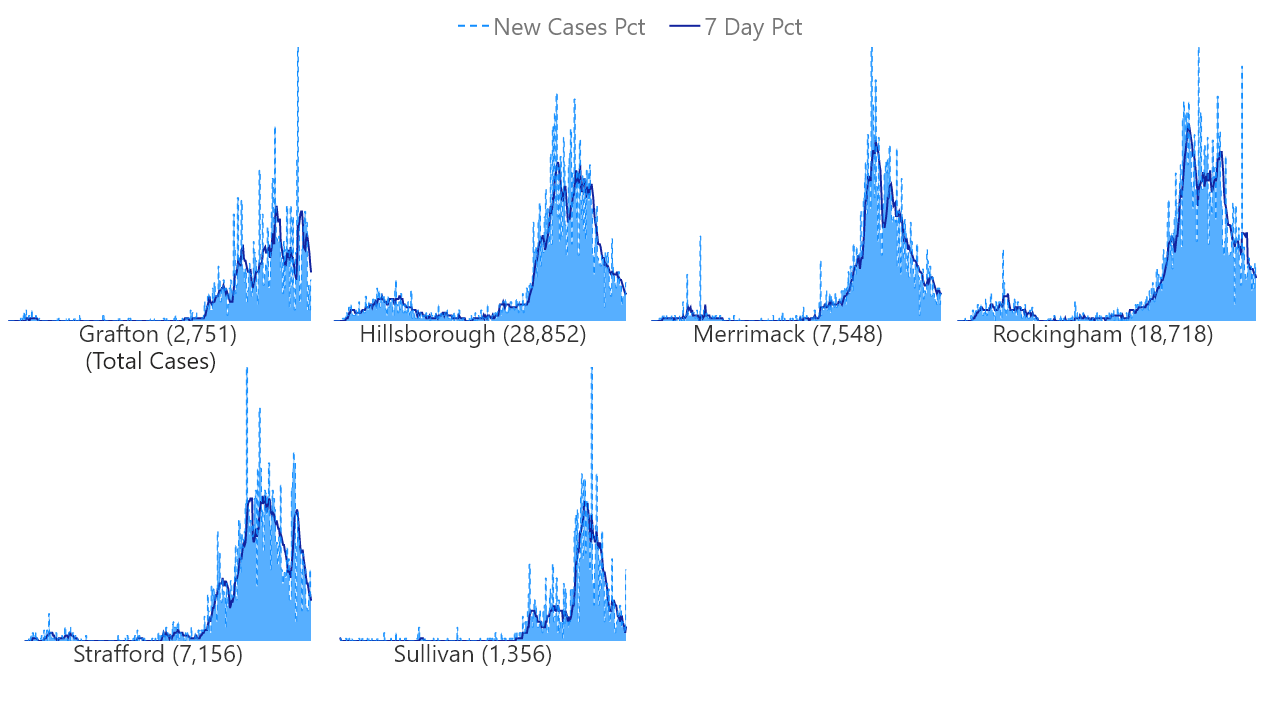 New Cases Pct 7 Day Pct
Grafton (2,751) Hillsborough (28,852) Merrimack (7,548) Rockingham (18,718)
(Total Cases)
Strafford (7,156) Sullivan (1,356)